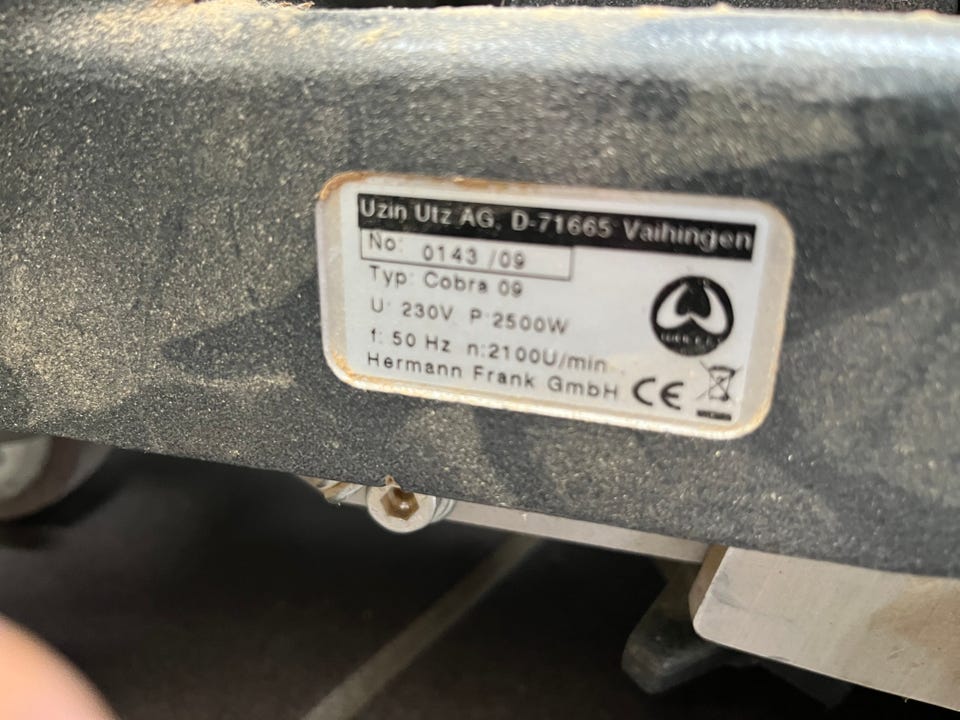 Uzin Utz AG, D-71665 Vaihingen
No: 0143 /09
Typ: Cobra 09
U: 230V P:2500W
f: 50 Hz n:2100U/min
Hermann Frank GmbH CE